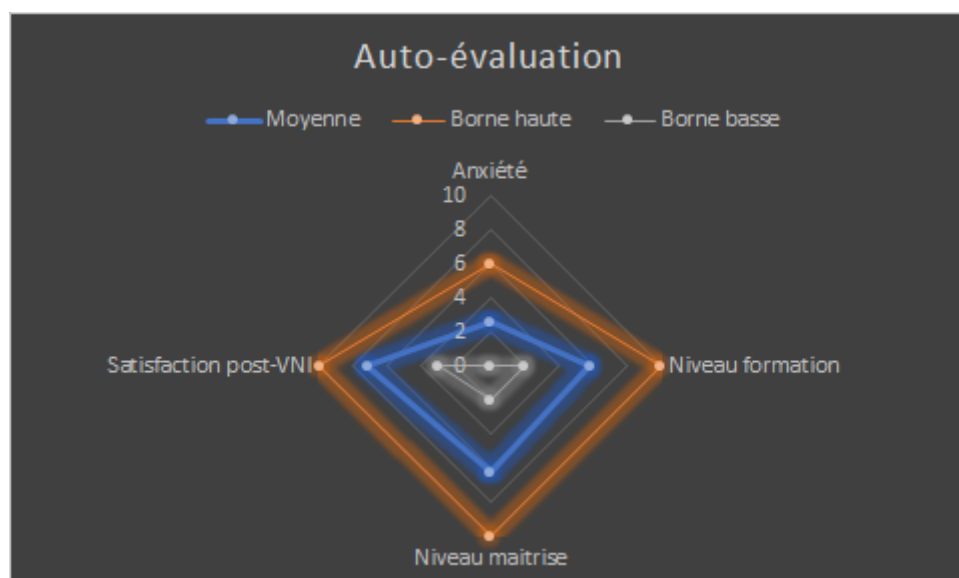 Auto-évaluation
Moyenne Borne haute Borne basse
Anxiété
10
8
6
4
2
0
Satisfaction post-VNI Niveau formation
Niveau maitrise